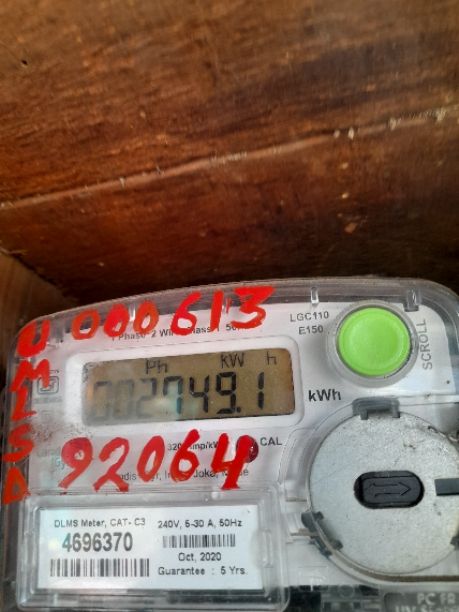 U 000613
M
I
S
D 92064
LGC110
E150
SCROLL
Ph kW h
002749.1
kWh
CAL
DLMS Meter, CAT- C3
4696370
240V, 5-30 A, 50Hz
Oct, 2020
Guarantee : 5 Yrs.